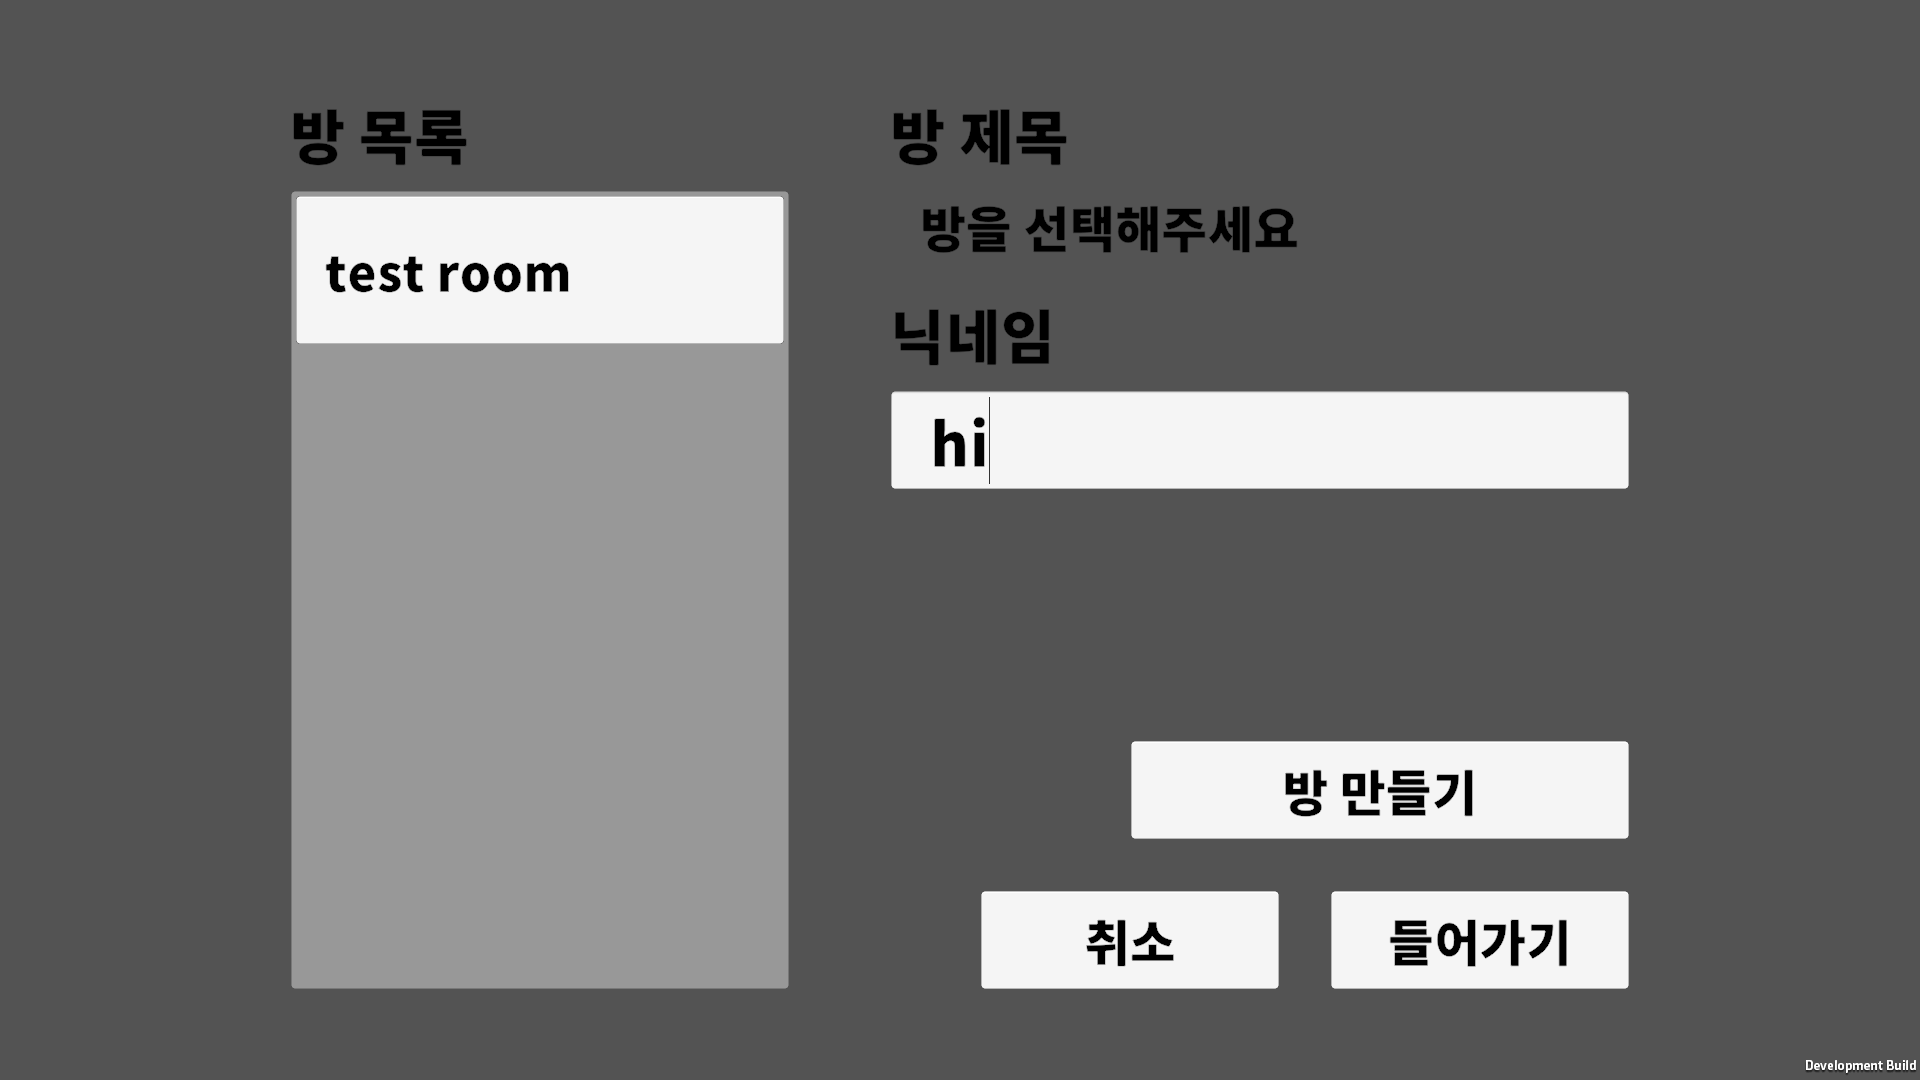 방 목록
test room
방 제목
방을 선택해주세요
닉네임
hi
방 만들기
취소
들어가기
Development Build